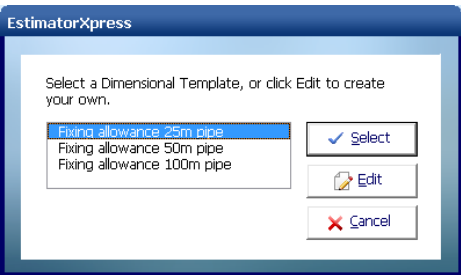 EstimatorXpress
Select a Dimensional Template, or click Edit to create
your own.
Fixing allowance 25m pipe
Fixing allowance 50m pipe
Fixing allowance 100m pipe
Select
Edit
Cancel